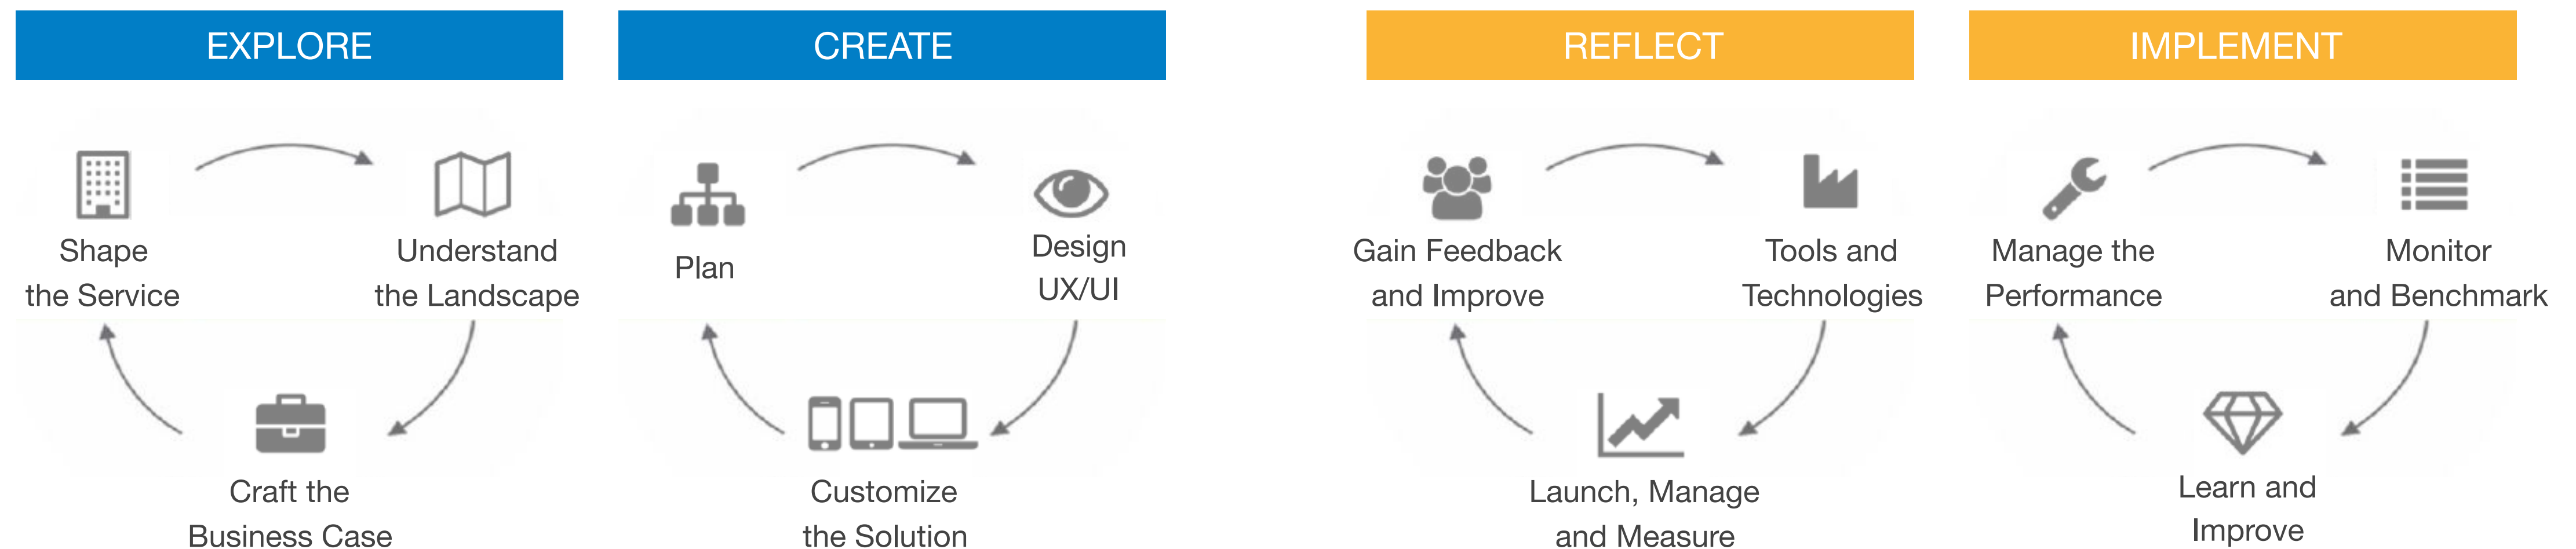 EXPLORE
Shape
the Service
Understand
the Landscape
Craft the
Business Case
CREATE
Plan
Design
UX/UI
Customize
the Solution
REFLECT
Gain Feedback
and Improve
Tools and
Technologies
Launch, Manage
and Measure
IMPLEMENT
Manage the
Performance
Monitor
and Benchmark
Learn and
Improve